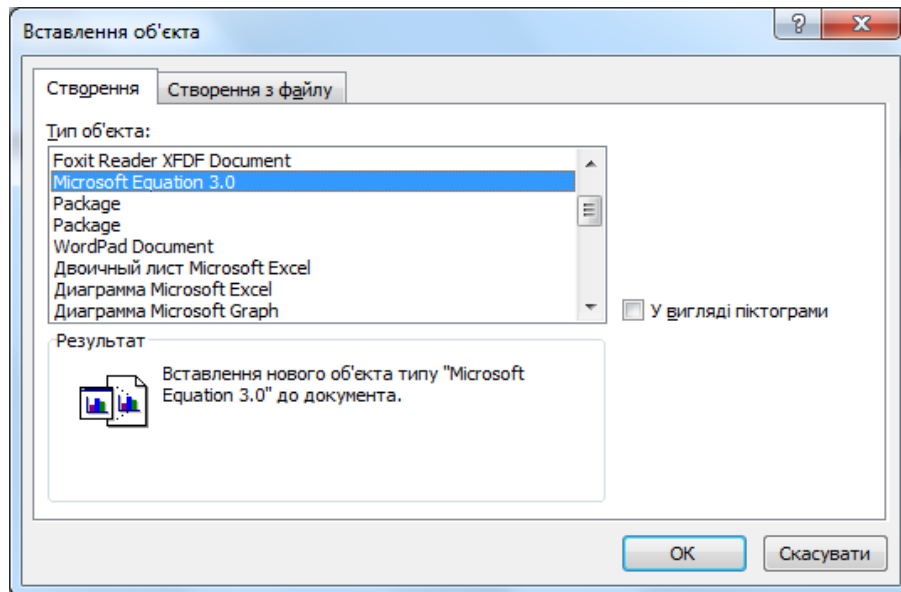 Вставлення об'єкта
Створення
Створення з файлу
Тип об'єкта:
Foxit Reader XFDF Document
Microsoft Equation 3.0
Package
Package
WordPad Document
Двоичный лист Microsoft Excel
Диаграмма Microsoft Excel
Диаграмма Microsoft Graph
У вигляді піктограми
Результат
Вставлення нового об'єкта типу "Microsoft
Equation 3.0" до документа.
ОК
Скасувати